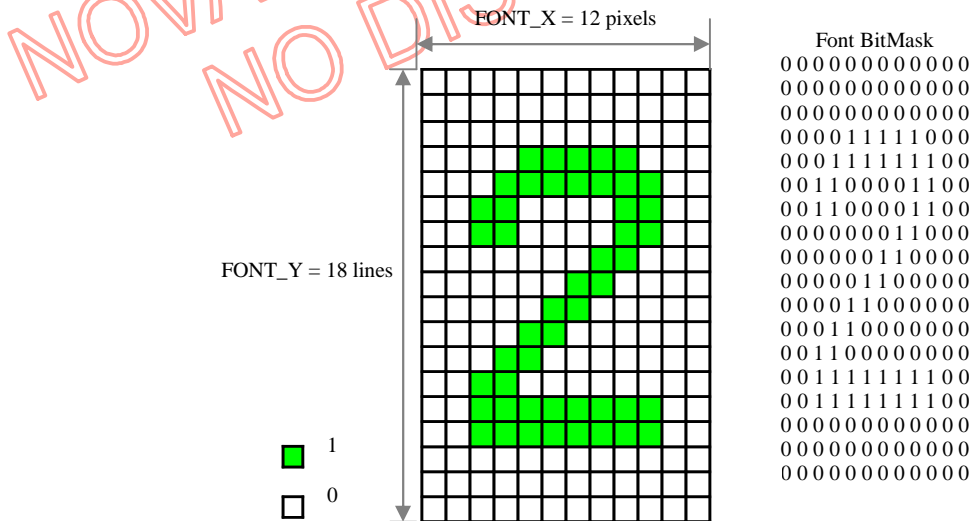 NO
FONT_X = 12 pixels
FONT_Y = 18 lines
1
0
Font BitMask
0 0 0 0 0 0 0 0 0 0 0 0
0 0 0 0 0 0 0 0 0 0 0 0
0 0 0 0 0 0 0 0 0 0 0 0
0 0 0 0 1 1 1 1 1 0 0 0
0 0 0 1 1 1 1 1 1 1 0 0
0 0 1 1 0 0 0 0 1 1 0 0
0 0 1 1 0 0 0 0 1 1 0 0
0 0 0 0 0 0 0 1 1 0 0 0
0 0 0 0 0 0 1 1 0 0 0 0
0 0 0 0 0 1 1 0 0 0 0 0
0 0 0 0 1 1 0 0 0 0 0 0
0 0 0 1 1 0 0 0 0 0 0 0
0 0 1 1 0 0 0 0 0 0 0 0
0 0 1 1 1 1 1 1 1 1 0 0
0 0 1 1 1 1 1 1 1 1 0 0
0 0 0 0 0 0 0 0 0 0 0 0
0 0 0 0 0 0 0 0 0 0 0 0
0 0 0 0 0 0 0 0 0 0 0 0